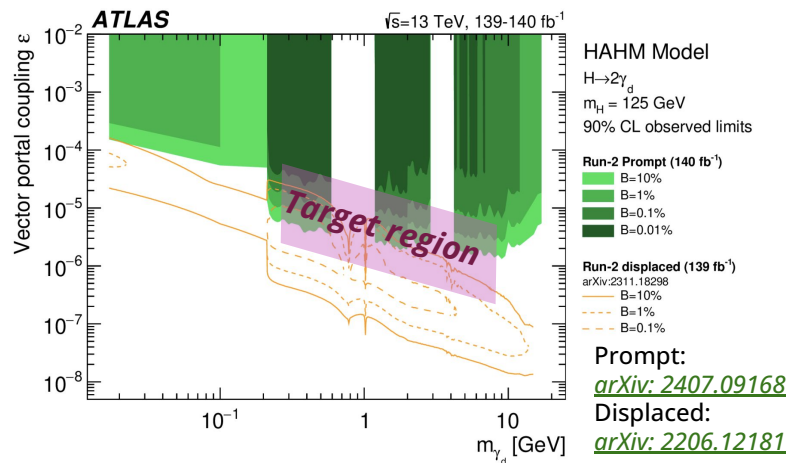 ATLAS
√s=13 TeV, 139-140 fb⁻¹
Vector portal coupling ε
10⁻²
10⁻³
10⁻⁴
10⁻⁵
10⁻⁶
10⁻⁷
10⁻⁸
Target region
10⁻¹
1
10
m_γd [GeV]
HAHM Model
H→2γ_d
m_H = 125 GeV
90% CL observed limits
Run-2 Prompt (140 fb⁻¹)
B=10%
B=1%
B=0.1%
B=0.01%
Run-2 displaced (139 fb⁻¹)
arXiv:2311.18298
B=10%
B=1%
B=0.1%
Prompt:
arXiv: 2407.09168
Displaced:
arXiv: 2206.12181